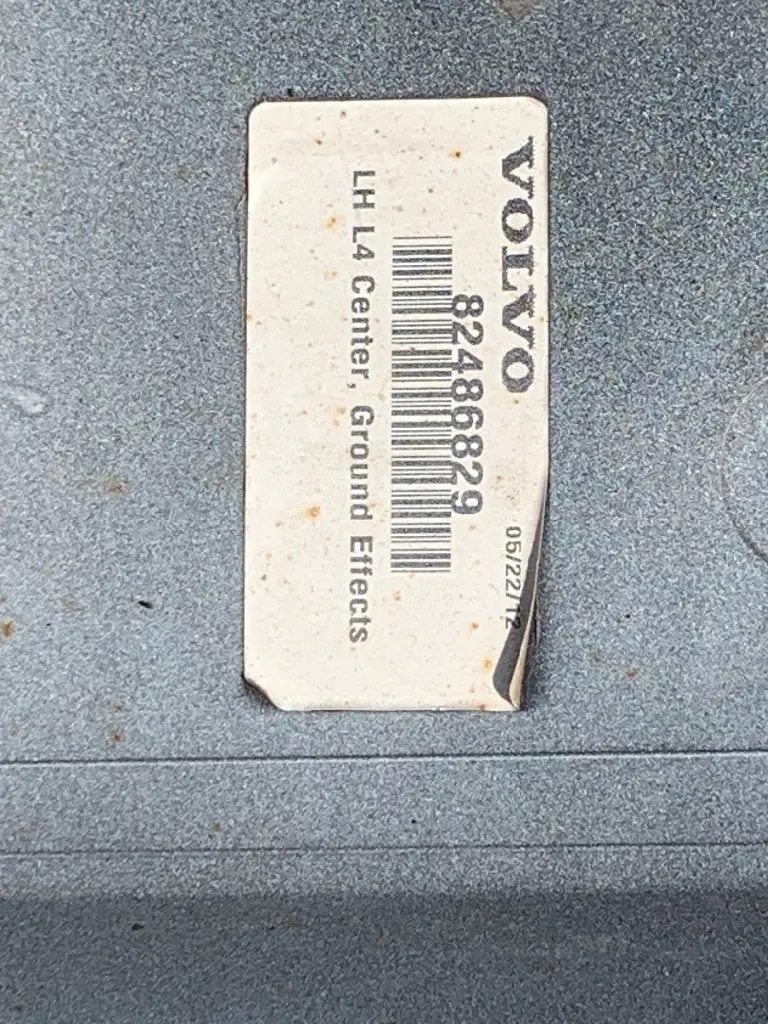 VOLVO 05/22/12
82486829
LH L4 Center, Ground Effects